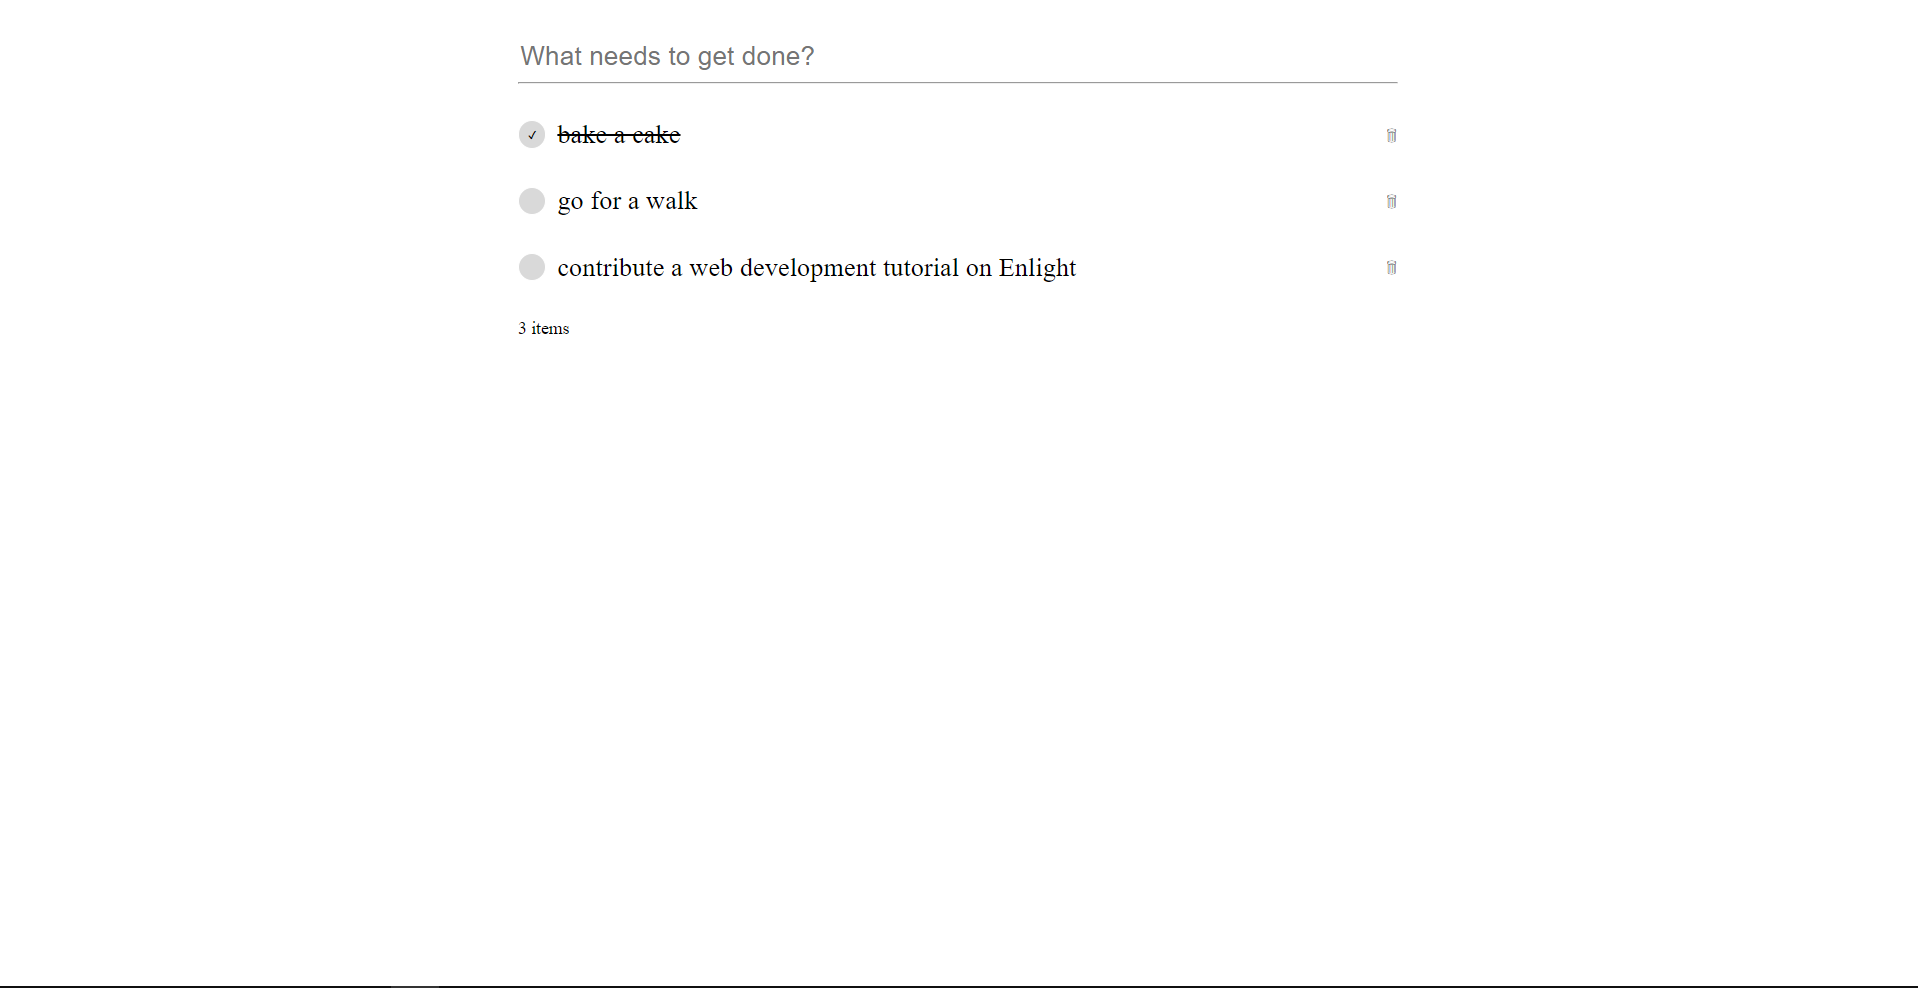 What needs to get done?
✓ bake a cake
go for a walk
contribute a web development tutorial on Enlight
3 items